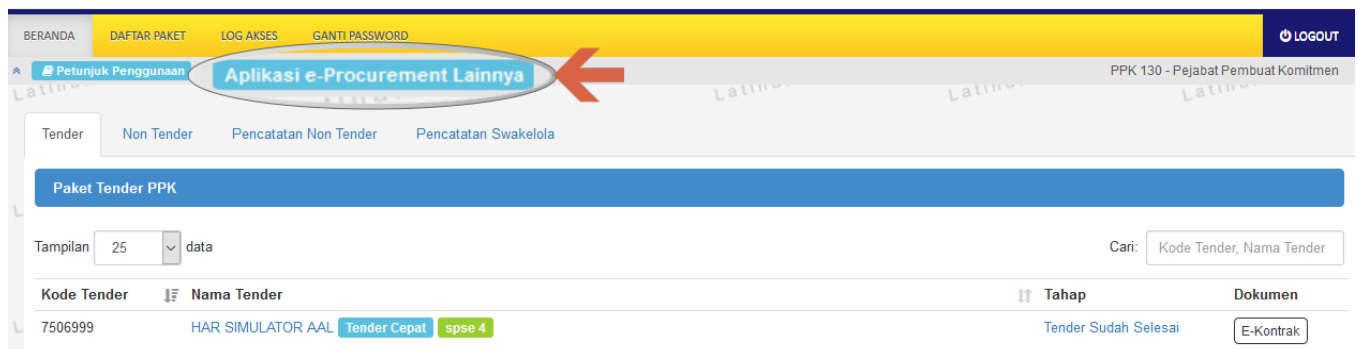 BERANDA DAFTAR PAKET LOG AKSES GANTI PASSWORD LOGOUT
Petunjuk Penggunaan Aplikasi e-Procurement Lainnya PPK 130 - Pejabat Pembuat Komitmen
Tender Non Tender Pencatatan Non Tender Pencatatan Swakelola
Paket Tender PPK
Tampilan 25 data Cari: Kode Tender, Nama Tender
Kode Tender Nama Tender Tahap Dokumen
7506999 HAR SIMULATOR AAL Tender Cepat spse 4 Tender Sudah Selesai E-Kontrak